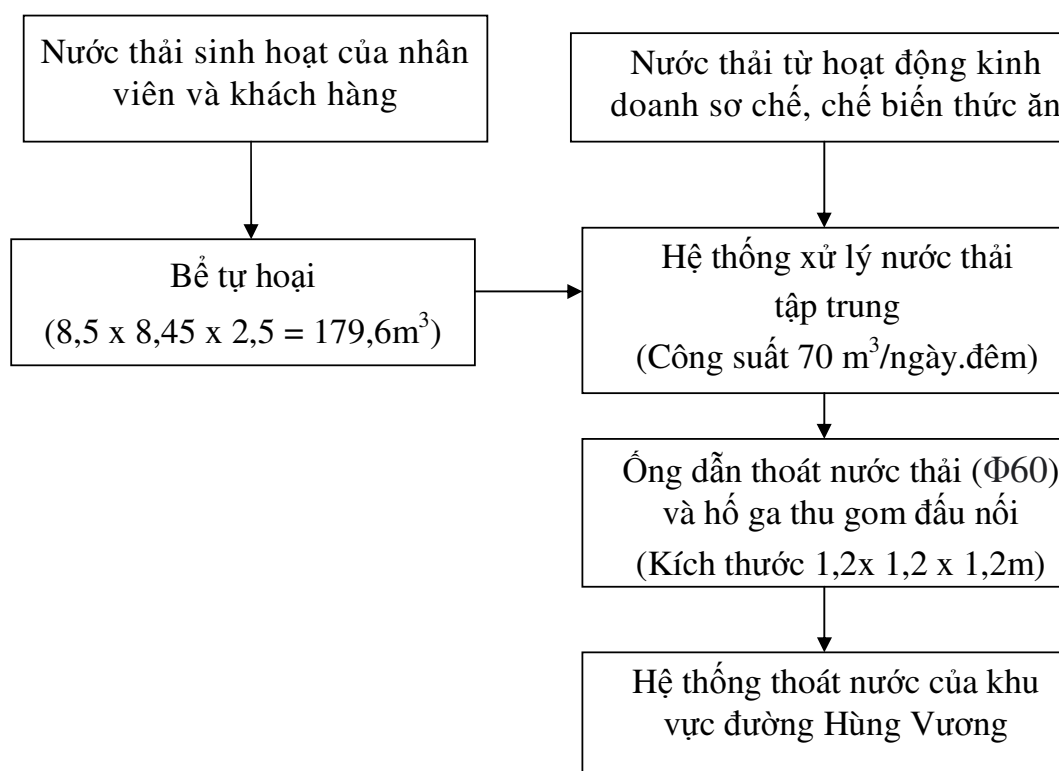 Nước thải sinh hoạt của nhân
viên và khách hàng
Nước thải từ hoạt động kinh
doanh sơ chế, chế biến thức ăn
Bể tự hoại
(8,5 x 8,45 x 2,5 = 179,6m³)
Hệ thống xử lý nước thải
tập trung
(Công suất 70 m³/ngày.đêm)
Ống dẫn thoát nước thải (Φ60)
và hố ga thu gom đấu nối
(Kích thước 1,2x 1,2 x 1,2m)
Hệ thống thoát nước của khu
vực đường Hùng Vương